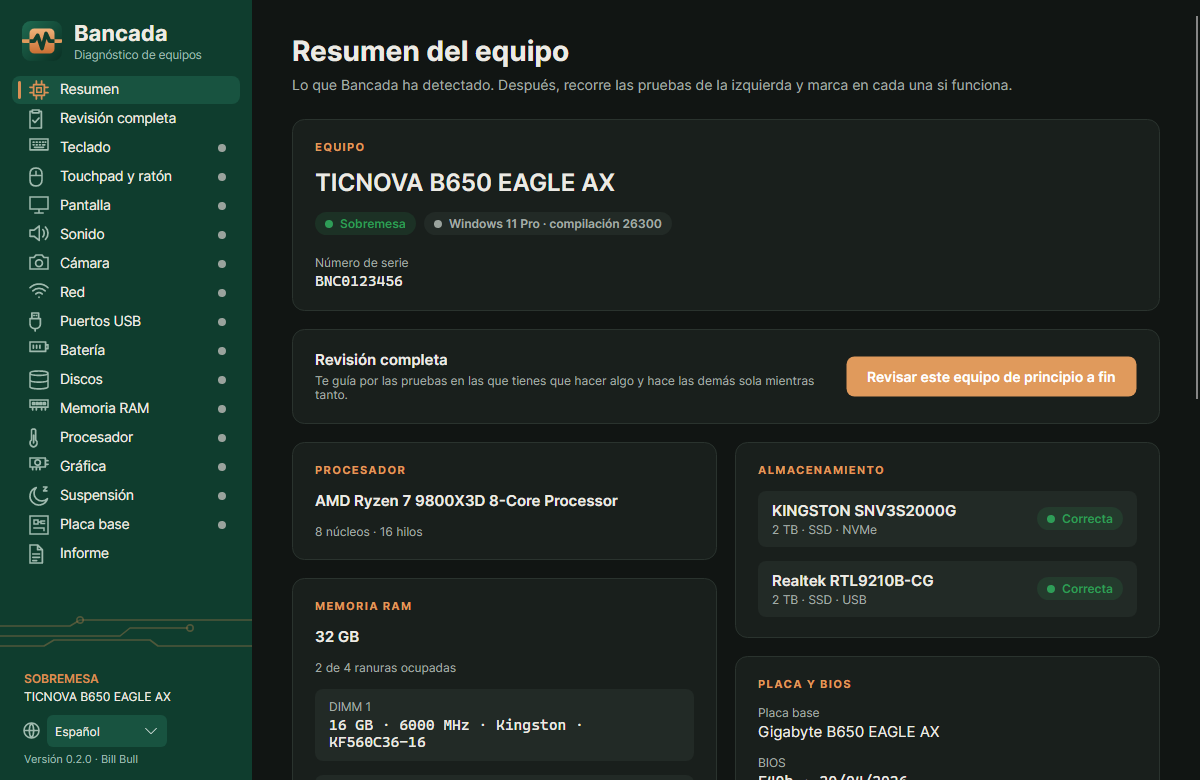 Bancada
Diagnóstico de equipos
Resumen
Revisión completa
Teclado
Touchpad y ratón
Pantalla
Sonido
Cámara
Red
Puertos USB
Batería
Discos
Memoria RAM
Procesador
Gráfica
Suspensión
Placa base
Informe
SOBREMESA
TICNOVA B650 EAGLE AX
Español
Versión 0.2.0 · Bill Bull
Resumen del equipo
Lo que Bancada ha detectado. Después, recorre las pruebas de la izquierda y marca en cada una si funciona.
EQUIPO
TICNOVA B650 EAGLE AX
Sobremesa
Windows 11 Pro · compilación 26300
Número de serie
BNC0123456
Revisión completa
Te guía por las pruebas en las que tienes que hacer algo y hace las demás sola mientras
tanto.
Revisar este equipo de principio a fin
PROCESADOR
AMD Ryzen 7 9800X3D 8-Core Processor
8 núcleos · 16 hilos
MEMORIA RAM
32 GB
2 de 4 ranuras ocupadas
DIMM 1
16 GB · 6000 MHz · Kingston ·
KF560C36-16
ALMACENAMIENTO
KINGSTON SNV3S2000G
2 TB · SSD · NVMe
Correcta
Realtek RTL9210B-CG
2 TB · SSD · USB
Correcta
PLACA Y BIOS
Placa base
Gigabyte B650 EAGLE AX
BIOS